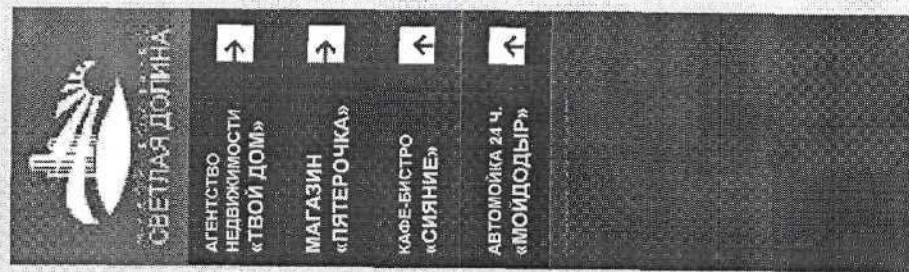 СВЕТЛАЯ ДОЛИНА
АГЕНТСТВО
НЕДВИЖИМОСТИ
«ТВОЙ ДОМ»
МАГАЗИН
«ПЯТЕРОЧКА»
КАФЕ-БИСТРО
«СИЯНИЕ»
АВТОМОЙКА 24 Ч.
«МОЙДОДЫР»